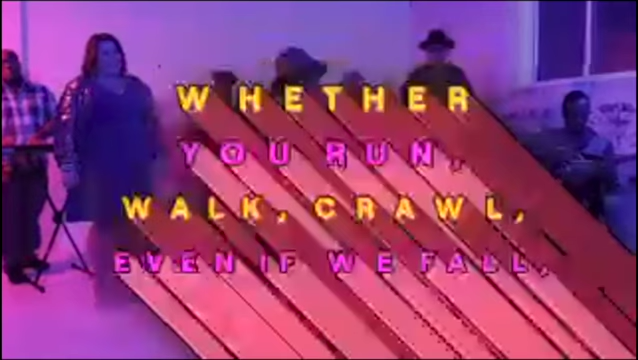 WHETHER
YOU RUN,
WALK, CRAWL,
EVEN IF WE FALL,